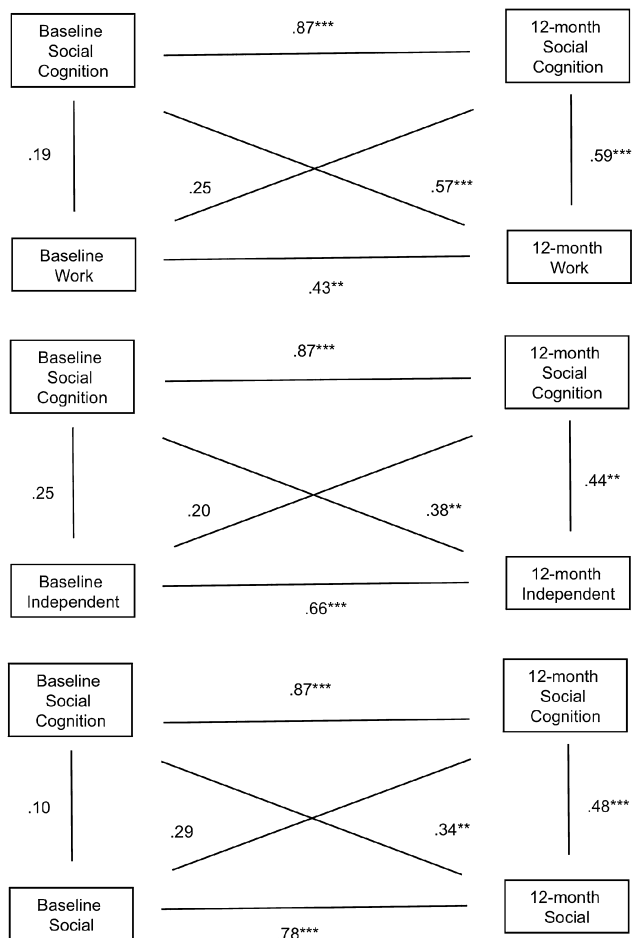 .87***
Baseline
Social
Cognition
12-month
Social
Cognition
.19
.25
.57***
.59***
Baseline
Work
12-month
Work
.43**
.87***
Baseline
Social
Cognition
12-month
Social
Cognition
.25
.20
.38**
.44**
Baseline
Independent
12-month
Independent
.66***
.87***
Baseline
Social
Cognition
12-month
Social
Cognition
.10
.29
.34**
.48***
Baseline
Social
12-month
Social
.78***